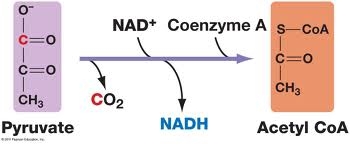 O⁻
C=O
C=O
CH₃
Pyruvate
NAD⁺
Coenzyme A
CO₂
NADH
S—CoA
C=O
CH₃
Acetyl CoA